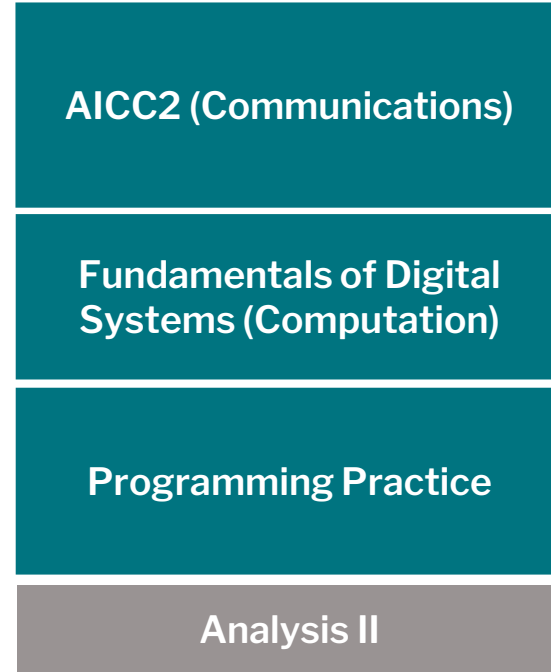 AICC2 (Communications)
Fundamentals of Digital
Systems (Computation)
Programming Practice
Analysis II